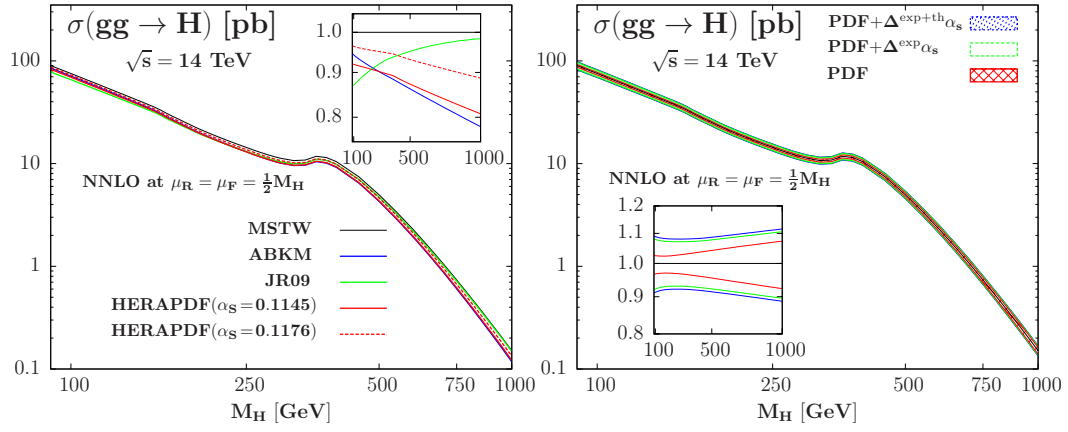 σ(gg → H) [pb]
√s = 14 TeV
NNLO at μR = μF = ½MH
MSTW
ABKM
JR09
HERAPDF(αS=0.1145)
HERAPDF(αS=0.1176)
1.0
0.9
0.8
100
500
1000
100
10
1
0.1
100
250
500
750
1000
MH [GeV]
σ(gg → H) [pb]
√s = 14 TeV
PDF+Δexp+thαs
PDF+Δexpαs
PDF
NNLO at μR = μF = ½MH
1.2
1.1
1.0
0.9
0.8
100
500
1000
100
10
1
0.1
100
250
500
750
1000
MH [GeV]